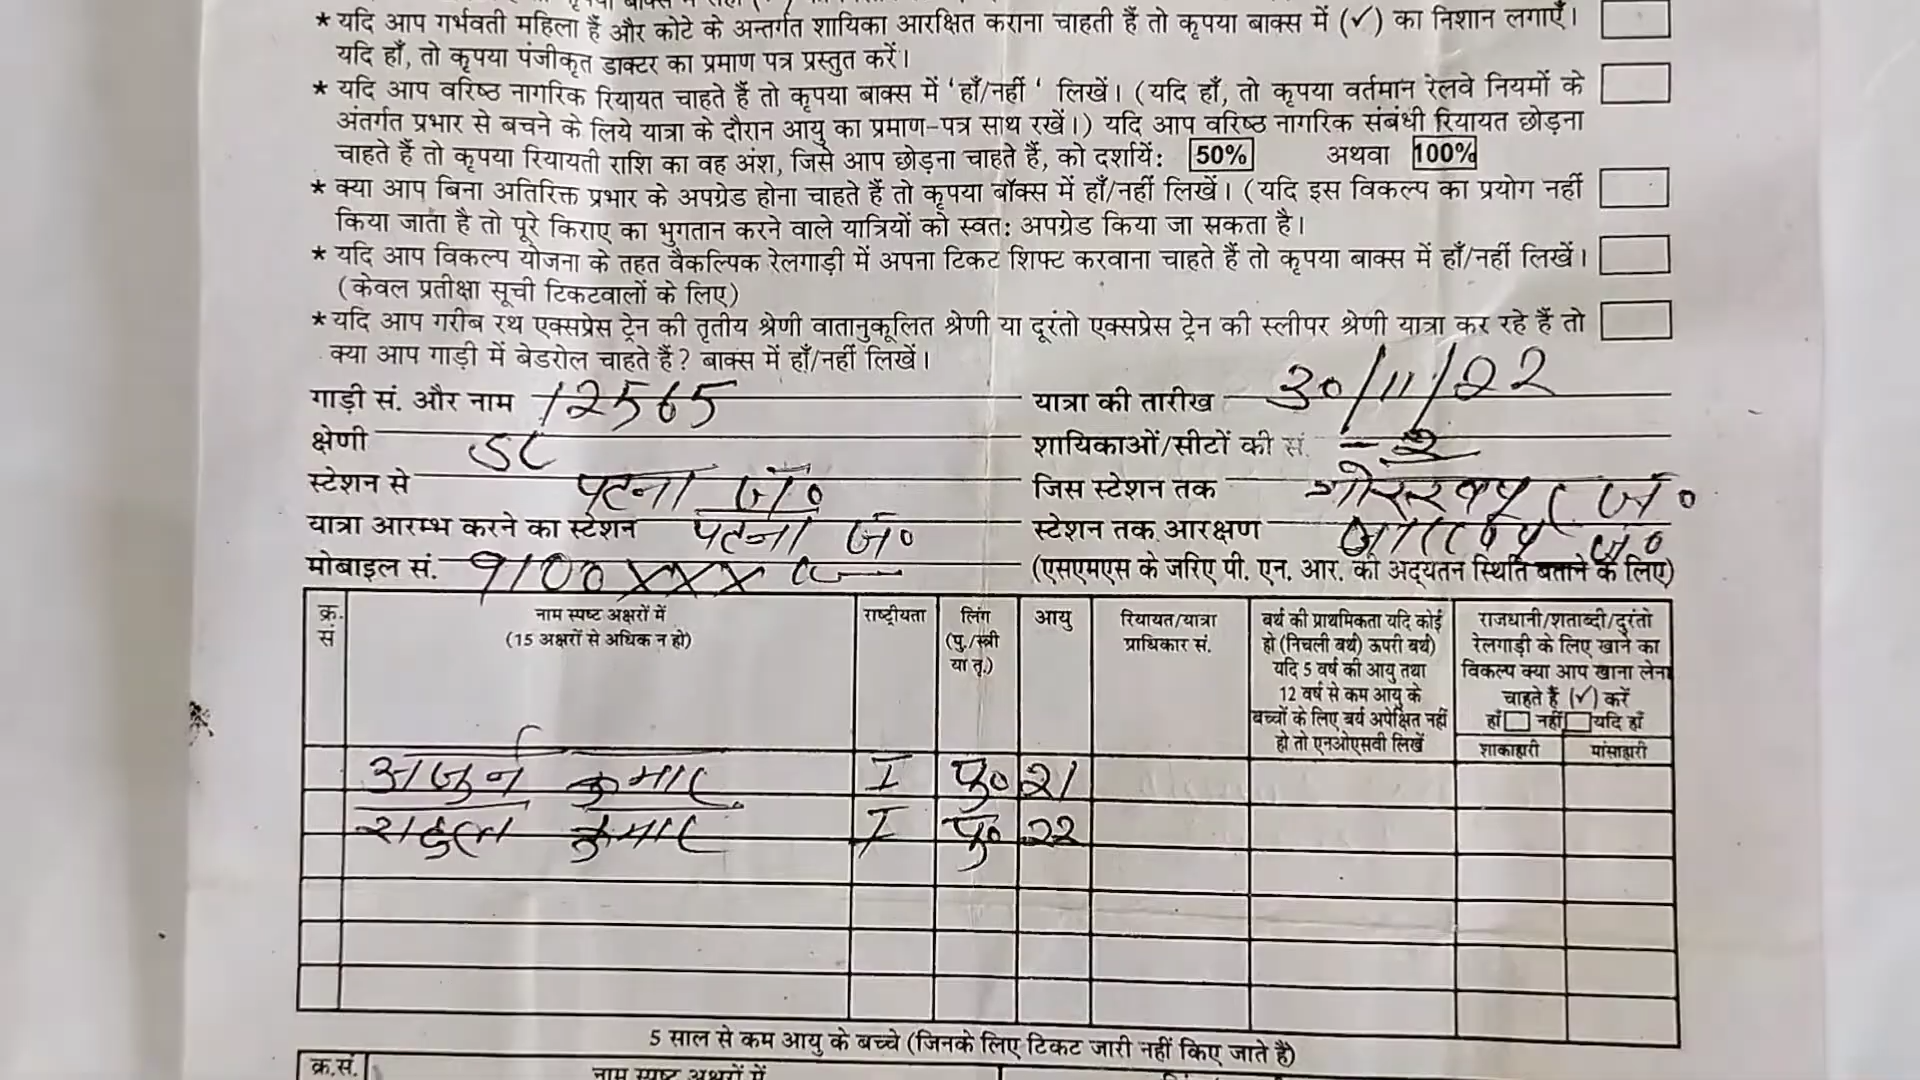 * यदि आप गर्भवती महिला हैं और कोटे के अन्तर्गत शायिका आरक्षित कराना चाहती हैं तो कृपया बाक्स में (✓) का निशान लगाएँ।
यदि हाँ, तो कृपया पंजीकृत डाक्टर का प्रमाण पत्र प्रस्तुत करें।
* यदि आप वरिष्ठ नागरिक रियायत चाहते हैं तो कृपया बाक्स में 'हाँ/नहीं ' लिखें। (यदि हाँ, तो कृपया वर्तमान रेलवे नियमों के
अंतर्गत प्रभार से बचने के लिये यात्रा के दौरान आयु का प्रमाण-पत्र साथ रखें।) यदि आप वरिष्ठ नागरिक संबंधी रियायत छोड़ना
चाहते हैं तो कृपया रियायती राशि का वह अंश, जिसे आप छोड़ना चाहते हैं, को दर्शायें: 50% अथवा 100%
* क्या आप बिना अतिरिक्त प्रभार के अपग्रेड होना चाहते हैं तो कृपया बॉक्स में हाँ/नहीं लिखें। (यदि इस विकल्प का प्रयोग नहीं
किया जाता है तो पूरे किराए का भुगतान करने वाले यात्रियों को स्वत: अपग्रेड किया जा सकता है।
* यदि आप विकल्प योजना के तहत वैकल्पिक रेलगाड़ी में अपना टिकट शिफ्ट करवाना चाहते हैं तो कृपया बाक्स में हाँ/नहीं लिखें।
(केवल प्रतीक्षा सूची टिकटवालों के लिए)
* यदि आप गरीब रथ एक्सप्रेस ट्रेन की तृतीय श्रेणी वातानुकूलित श्रेणी या दूरंतो एक्सप्रेस ट्रेन की स्लीपर श्रेणी यात्रा कर रहे हैं तो
क्या आप गाड़ी में बेडरोल चाहते हैं? बाक्स में हाँ/नहीं लिखें।
गाड़ी सं. और नाम 12565 यात्रा की तारीख 30/11/22
क्षेणी SL शायिकाओं/सीटों की सं. - 2
स्टेशन से पटना जं० जिस स्टेशन तक गोरखपुर जं०
यात्रा आरम्भ करने का स्टेशन पटना जं० स्टेशन तक आरक्षण जं०
मोबाइल सं. 9100XXX (एसएमएस के जरिए पी. एन. आर. की अद्यतन स्थिति बताने के लिए)
क्र. सं नाम स्पष्ट अक्षरों में (15 अक्षरों से अधिक न हो) राष्ट्रीयता लिंग (पु./स्त्री या तृ.) आयु रियायत/यात्रा प्राधिकार सं. बर्थ की प्राथमिकता यदि कोई हो (निचली बर्थ) ऊपरी बर्थ) यदि 5 वर्ष की आयु तथा 12 वर्ष से कम आयु के बच्चों के लिए बर्थ अपेक्षित नहीं हो तो एनओएसवी लिखें राजधानी/शताब्दी/दुरंतो रेलगाड़ी के लिए खाने का विकल्प क्या आप खाना लेना चाहते हैं (✓) करें हाँ नहीं यदि हाँ
शाकाहारी मांसाहारी
अर्जुन कुमार I पु० 21
राहुल कुमार I पु० 22
5 साल से कम आयु के बच्चे (जिनके लिए टिकट जारी नहीं किए जाते हैं)
क्र.सं. नाम स्पष्ट अक्षरों में